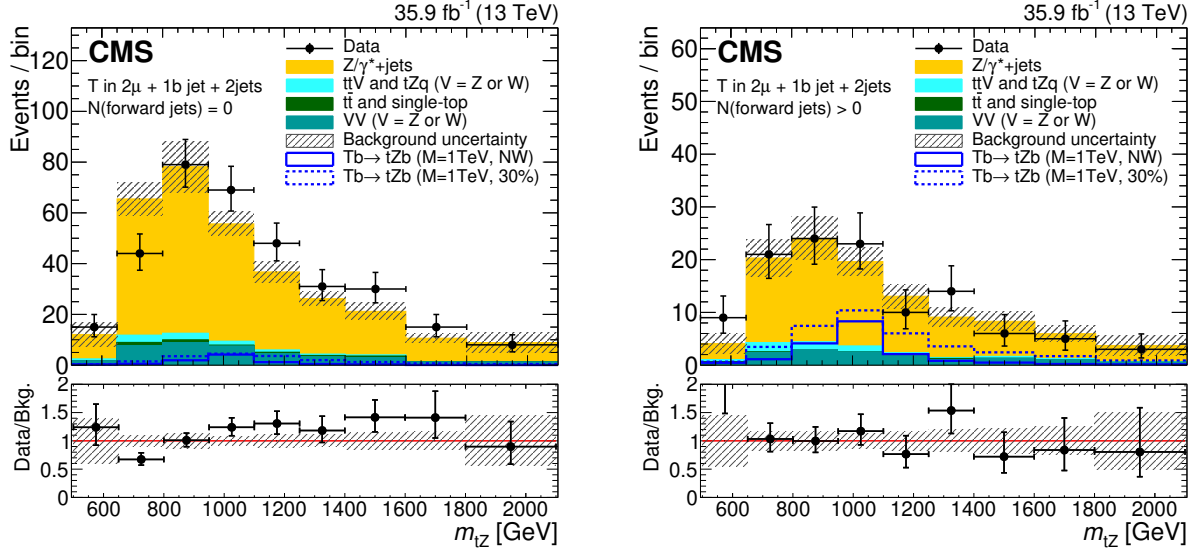 35.9 fb⁻¹ (13 TeV)
Events / bin
120
100
80
60
40
20
0
CMS
T in 2μ + 1b jet + 2jets
N(forward jets) = 0
Data
Z/γ*+jets
tt̄V and tZq (V = Z or W)
tt̄ and single-top
VV (V = Z or W)
Background uncertainty
Tb→ tZb (M=1TeV, NW)
Tb→ tZb (M=1TeV, 30%)
Data/Bkg.
2
1.5
1
0.5
0
600 800 1000 1200 1400 1600 1800 2000
m_tZ [GeV]
35.9 fb⁻¹ (13 TeV)
Events / bin
60
50
40
30
20
10
0
CMS
T in 2μ + 1b jet + 2jets
N(forward jets) > 0
Data
Z/γ*+jets
tt̄V and tZq (V = Z or W)
tt̄ and single-top
VV (V = Z or W)
Background uncertainty
Tb→ tZb (M=1TeV, NW)
Tb→ tZb (M=1TeV, 30%)
Data/Bkg.
2
1.5
1
0.5
0
600 800 1000 1200 1400 1600 1800 2000
m_tZ [GeV]